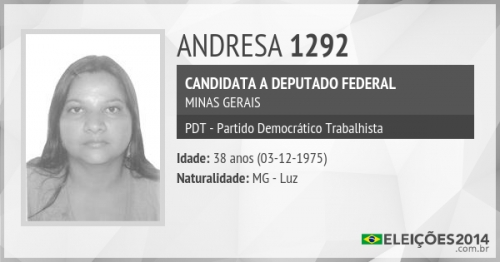 ANDRESA 1292
CANDIDATA A DEPUTADO FEDERAL
MINAS GERAIS
PDT - Partido Democrático Trabalhista
Idade: 38 anos (03-12-1975)
Naturalidade: MG - Luz
ELEIÇÕES2014
.com.br